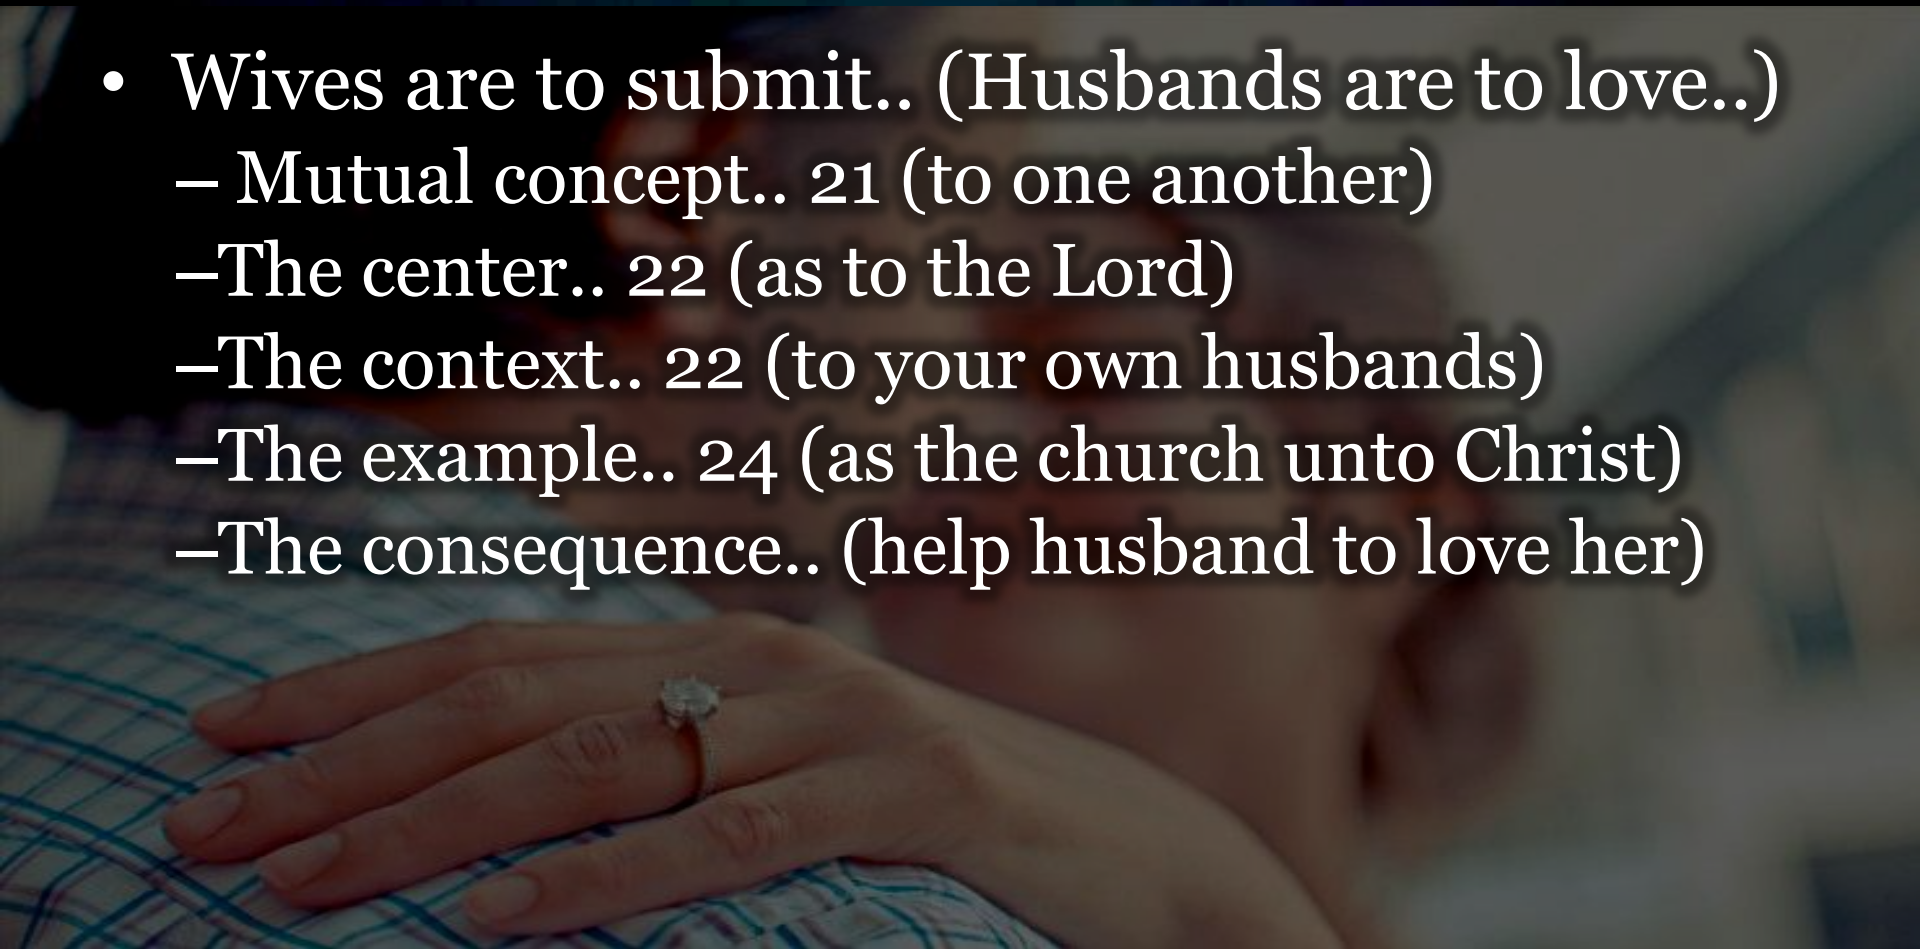 • Wives are to submit.. (Husbands are to love..)
– Mutual concept.. 21 (to one another)
–The center.. 22 (as to the Lord)
–The context.. 22 (to your own husbands)
–The example.. 24 (as the church unto Christ)
–The consequence.. (help husband to love her)